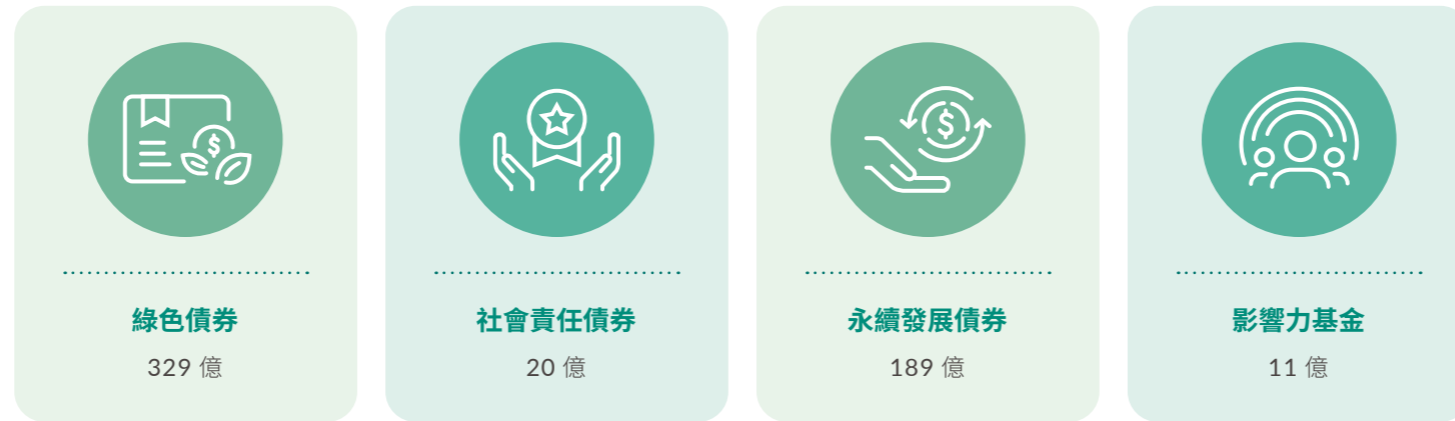 綠色債券
329 億
社會責任債券
20 億
永續發展債券
189 億
影響力基金
11 億